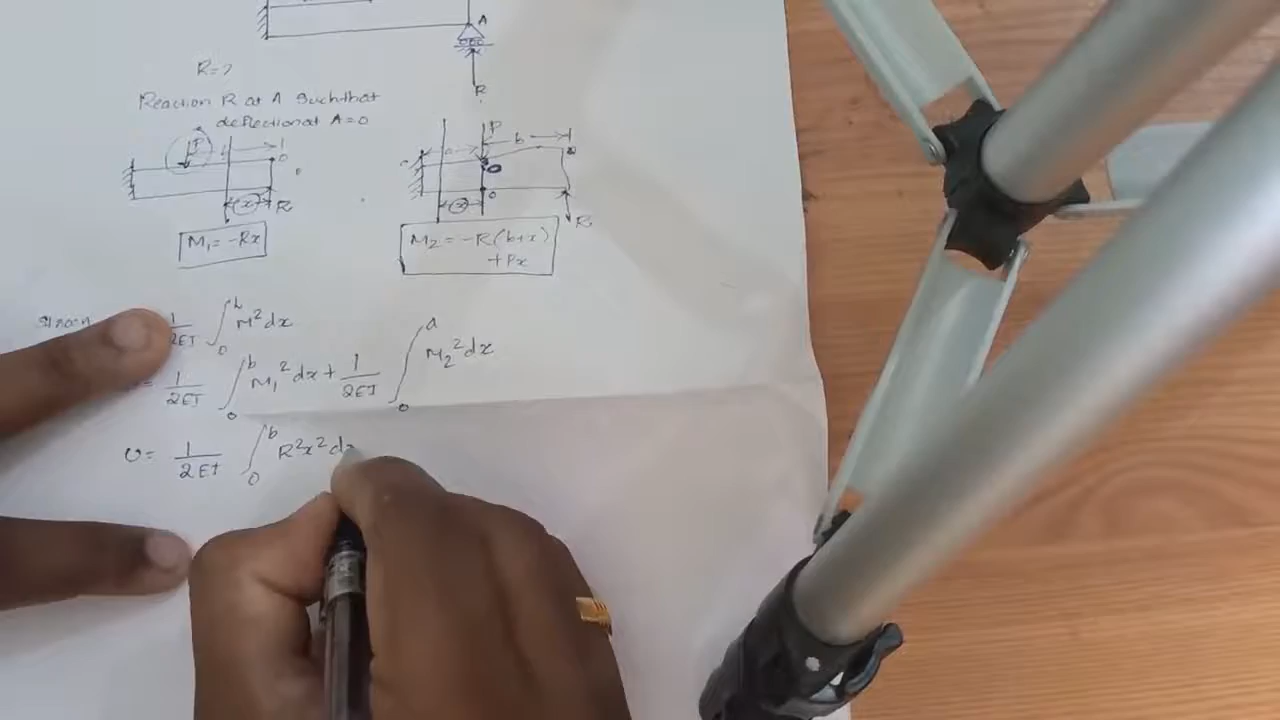 A
R
R=?
Reaction R at A such that
deflection at A=0
P
b
o
x
R
M₁ = -Rx
P
a
b
o
x
R
M₂ = -R(b+x)
+Px
1/2EI ∫₀ᴸ M² dx
= 1/2EI ∫₀ᵇ M₁² dx + 1/2EI ∫₀ᵃ M₂² dx
U = 1/2EI ∫₀ᵇ R²x² dx